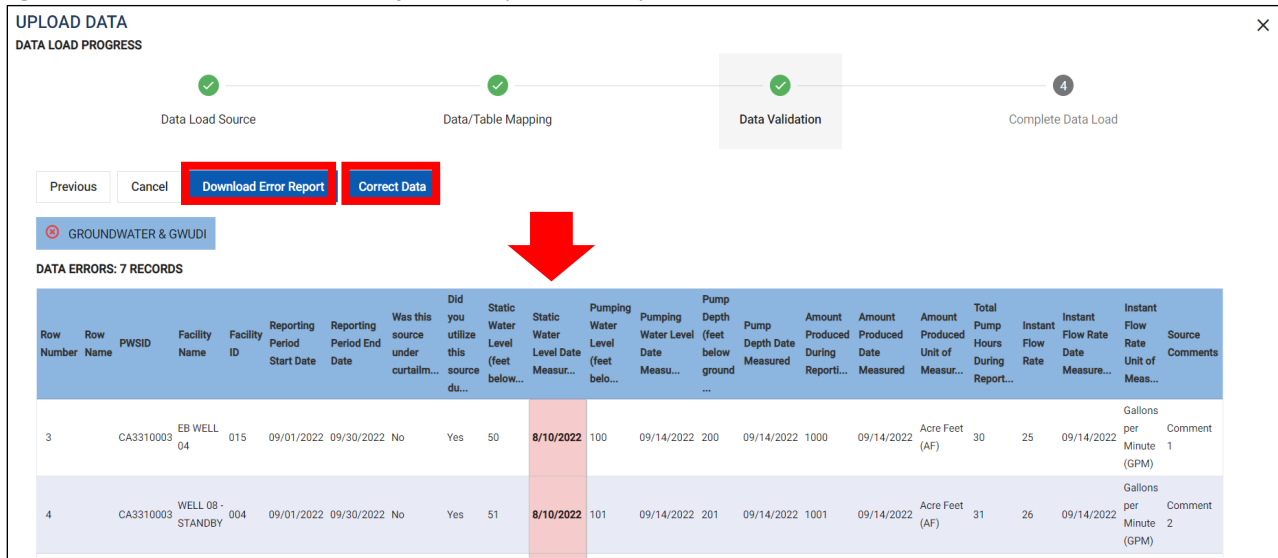 UPLOAD DATA
×
DATA LOAD PROGRESS
4
Data Load Source
Data/Table Mapping
Data Validation
Complete Data Load
Previous
Cancel
Download Error Report
Correct Data
GROUNDWATER & GWUDI
DATA ERRORS: 7 RECORDS
Row
Number
Row
Name
PWSID
Facility
Name
Facility
ID
Reporting
Period
Start Date
Reporting
Period End
Date
Was this
source
under
curtailm...
Did
you
utilize
this
source
du...
Static
Water
Level
(feet
below...
Static
Water
Level Date
Measur...
Pumping
Water
Level
(feet
belo...
Pumping
Water Level
Date
Measu...
Pump
Depth
(feet
below
ground
...
Pump
Depth Date
Measured
Amount
Produced
During
Reporti...
Amount
Produced
Date
Measured
Amount
Produced
Unit of
Measur...
Total
Pump
Hours
During
Report...
Instant
Flow
Rate
Instant
Flow Rate
Date
Measure...
Instant
Flow
Rate
Unit of
Meas...
Source
Comments
3
CA3310003
EB WELL
04
015
09/01/2022
09/30/2022
No
Yes
50
8/10/2022
100
09/14/2022
200
09/14/2022
1000
09/14/2022
Acre Feet
(AF)
30
25
09/14/2022
Gallons
per
Minute
(GPM)
Comment
1
4
CA3310003
WELL 08 -
STANDBY
004
09/01/2022
09/30/2022
No
Yes
51
8/10/2022
101
09/14/2022
201
09/14/2022
1001
09/14/2022
Acre Feet
(AF)
31
26
09/14/2022
Gallons
per
Minute
(GPM)
Comment
2